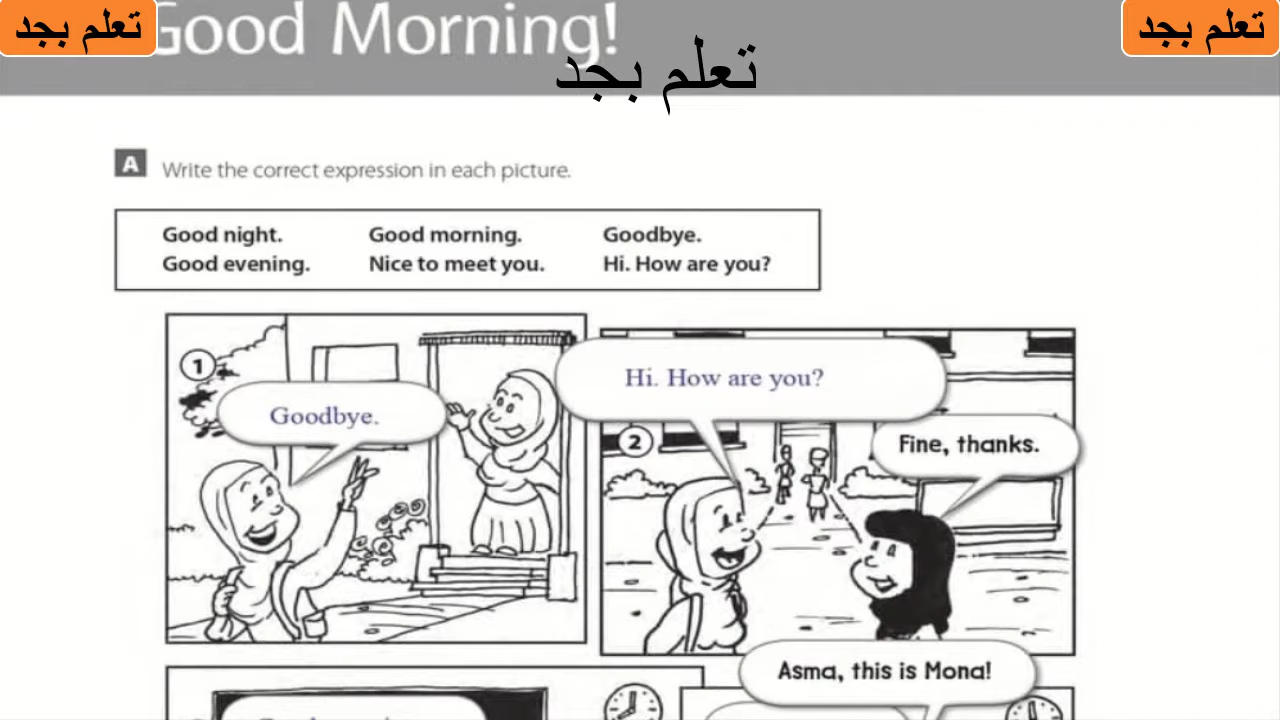 تعلم بجد
Good Morning!
تعلم بجد
تعلم بجد
A Write the correct expression in each picture.
Good night. Good morning. Goodbye.
Good evening. Nice to meet you. Hi. How are you?
1
Goodbye.
Hi. How are you?
2
Fine, thanks.
Asma, this is Mona!